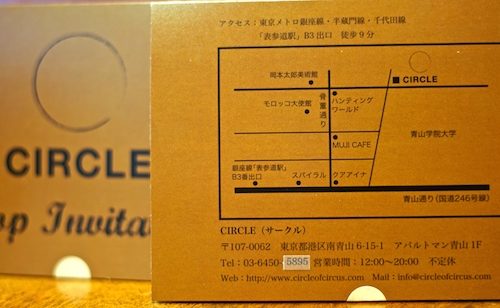 CIRCLE
op Invita
アクセス：東京メトロ銀座線・半蔵門線・千代田線
「表参道駅」B3出口　徒歩９分
岡本太郎美術館
CIRCLE
モロッコ大使館
骨董通り
ハンティング
ワールド
青山学院大学
MUJI CAFE
銀座線「表参道駅」
B3番出口
スパイラル
クアアイナ
青山通り（国道246号線）
CIRCLE（サークル）
〒107-0062　東京都港区南青山 6-15-1　アパルトマン青山 1F
Tel：03-6450-5895 営業時間：12:00～20:00　不定休
Web：http://www.circleofcircus.com　Mail：info@circleofcircus.com